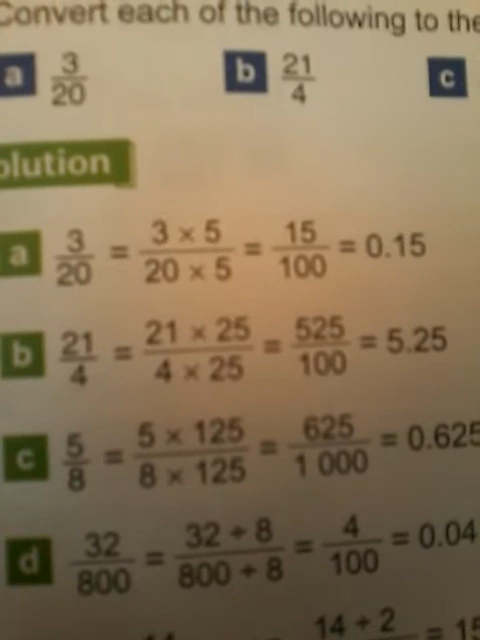 Convert each of the following to the
a 3/20 b 21/4 c
olution
a 3/20 = 3 × 5/20 × 5 = 15/100 = 0.15
b 21/4 = 21 × 25/4 × 25 = 525/100 = 5.25
c 5/8 = 5 × 125/8 × 125 = 625/1 000 = 0.625
d 32/800 = 32 ÷ 8/800 ÷ 8 = 4/100 = 0.04
14 ÷ 2 = 15